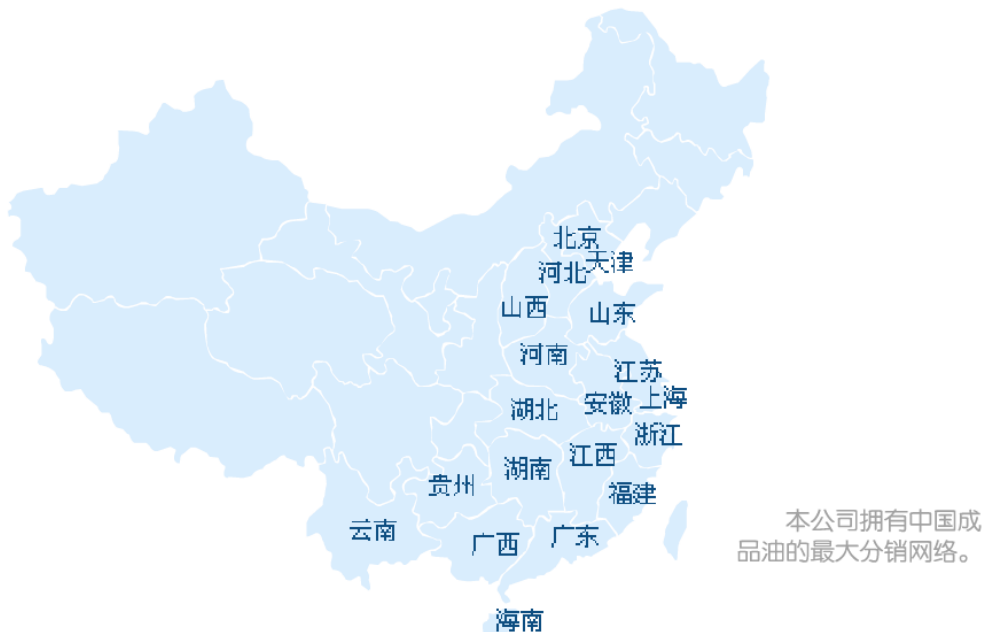 北京
天津
河北
山西
山东
河南
江苏
上海
安徽
湖北
浙江
江西
湖南
贵州
福建
云南
广西
广东
海南
本公司拥有中国成
品油的最大分销网络。